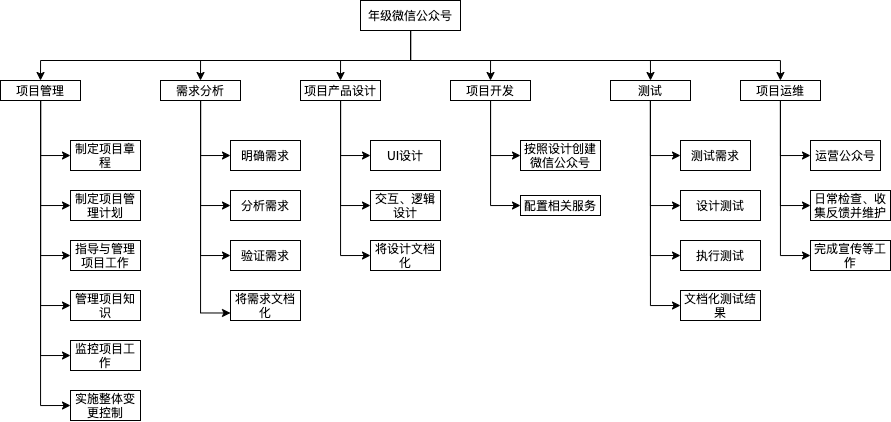 年级微信公众号
项目管理
需求分析
项目产品设计
项目开发
测试
项目运维
制定项目章
程
制定项目管
理计划
指导与管理
项目工作
管理项目知
识
监控项目工
作
实施整体变
更控制
明确需求
分析需求
验证需求
将需求文档
化
UI设计
交互、逻辑
设计
将设计文档
化
按照设计创建
微信公众号
配置相关服务
测试需求
设计测试
执行测试
文档化测试结
果
运营公众号
日常检查、收
集反馈并维护
完成宣传等工
作